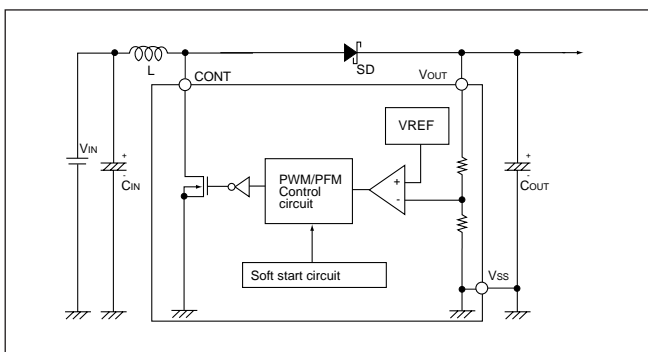 L
CONT
SD
VOUT
VREF
VIN
+
-
CIN
PWM/PFM
Control
circuit
+
-
+
-
COUT
Soft start circuit
VSS